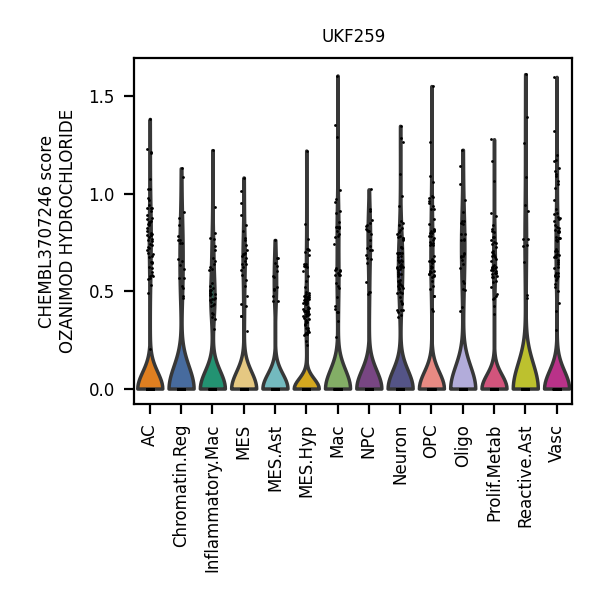 UKF259
CHEMBL3707246 score
OZANIMOD HYDROCHLORIDE
1.5
1.0
0.5
0.0
AC
Chromatin.Reg
Inflammatory.Mac
MES
MES.Ast
MES.Hyp
Mac
NPC
Neuron
OPC
Oligo
Prolif.Metab
Reactive.Ast
Vasc